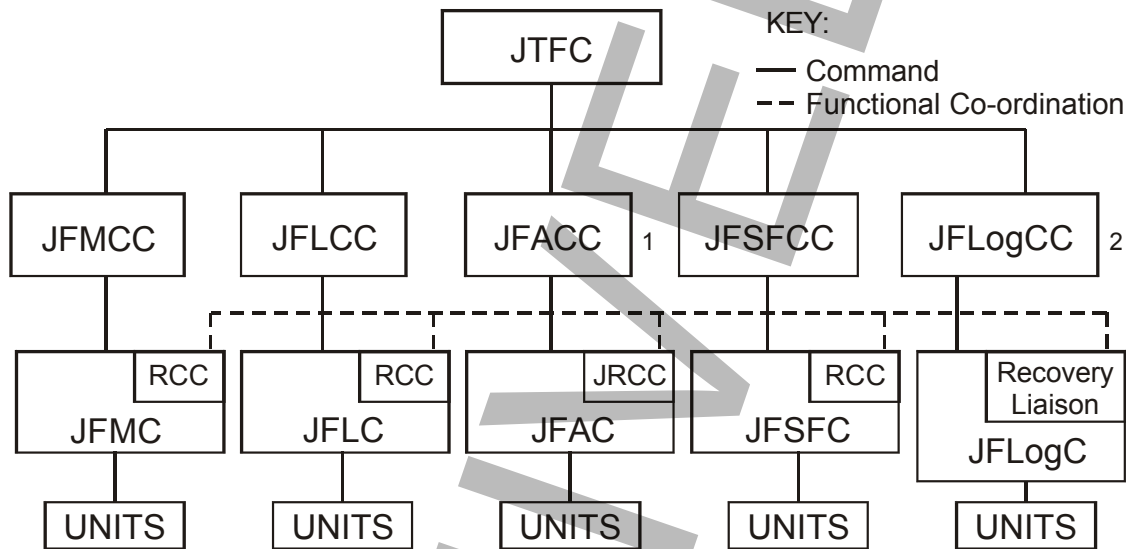 JTFC
KEY:
Command
Functional Co-ordination
JFMCC
JFLCC
JFACC
1
JFSFCC
JFLogCC
2
RCC
JFMC
RCC
JFLC
JRCC
JFAC
RCC
JFSFC
Recovery
Liaison
JFLogC
UNITS
UNITS
UNITS
UNITS
UNITS